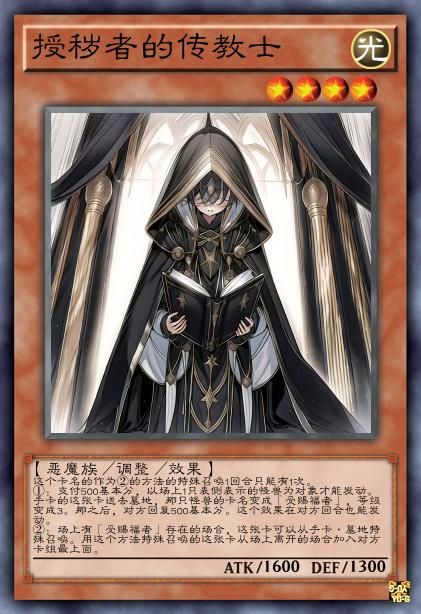 授秽者的传教士
光
【恶魔族／调整／效果】
这个卡名的作为②的方法的特殊召唤1回合只能有1次。
①：支付500基本分，以场上1只表侧表示的怪兽为对象才能发动。
手卡的这张卡送去墓地，那只怪兽的卡名变成「受赐福者」，等级
变成3。那之后，对方回复500基本分。这个效果在对方回合也能发
动。
②：场上有「受赐福者」存在的场合，这张卡可以从手卡・墓地特
殊召唤。用这个方法特殊召唤的这张卡从场上离开的场合加入对方
卡组最上面。
ATK/1600 DEF/1300